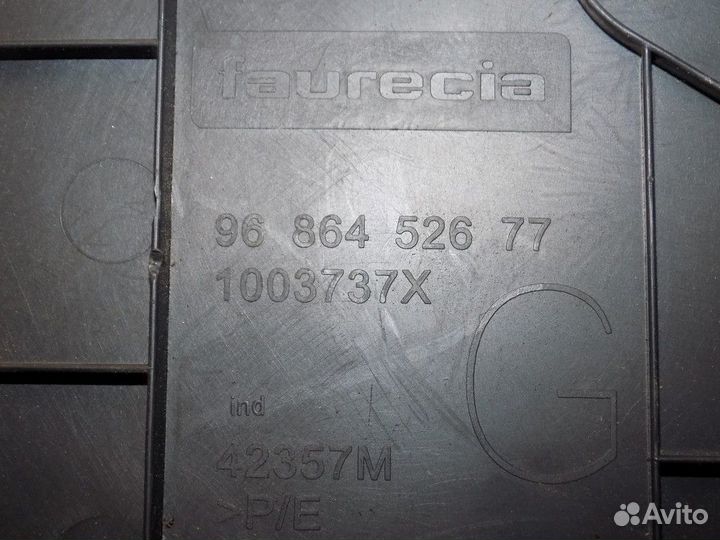 faurecia
96 864 526 77
1003737X
G
ind
42357M
>P/E
Avito